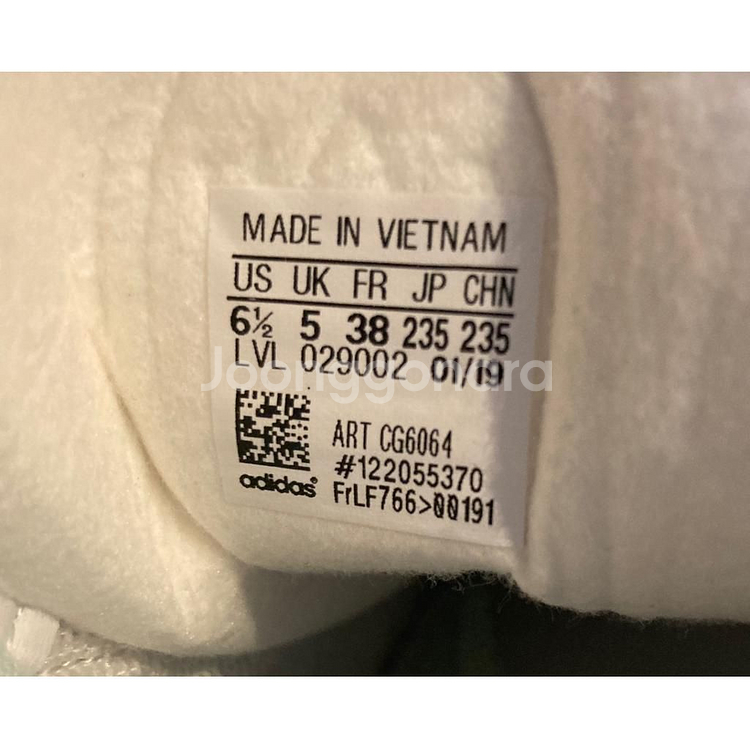 MADE IN VIETNAM
US UK FR JP CHN
6½ 5 38 235 235
LVL 029002 01/19
Joonggonara
ART CG6064
#122055370
adidas®
FrLF766>00191